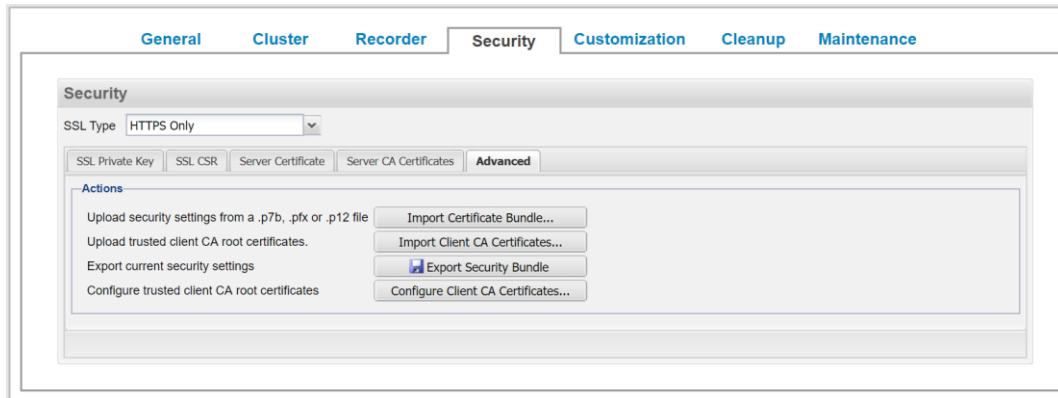 General Cluster Recorder Security Customization Cleanup Maintenance
Security
SSL Type HTTPS Only
SSL Private Key SSL CSR Server Certificate Server CA Certificates Advanced
Actions
Upload security settings from a .p7b, .pfx or .p12 file Import Certificate Bundle...
Upload trusted client CA root certificates. Import Client CA Certificates...
Export current security settings Export Security Bundle
Configure trusted client CA root certificates Configure Client CA Certificates...